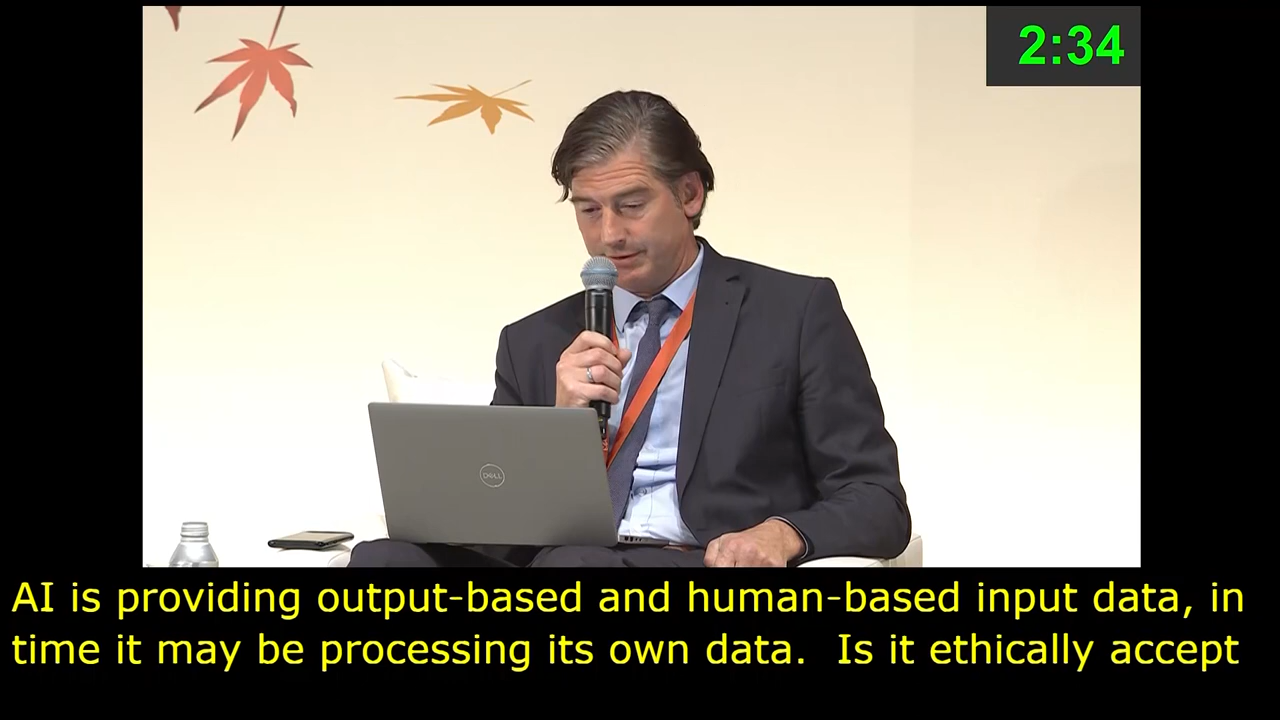 2:34
DELL
AI is providing output-based and human-based input data, in
time it may be processing its own data.  Is it ethically accept